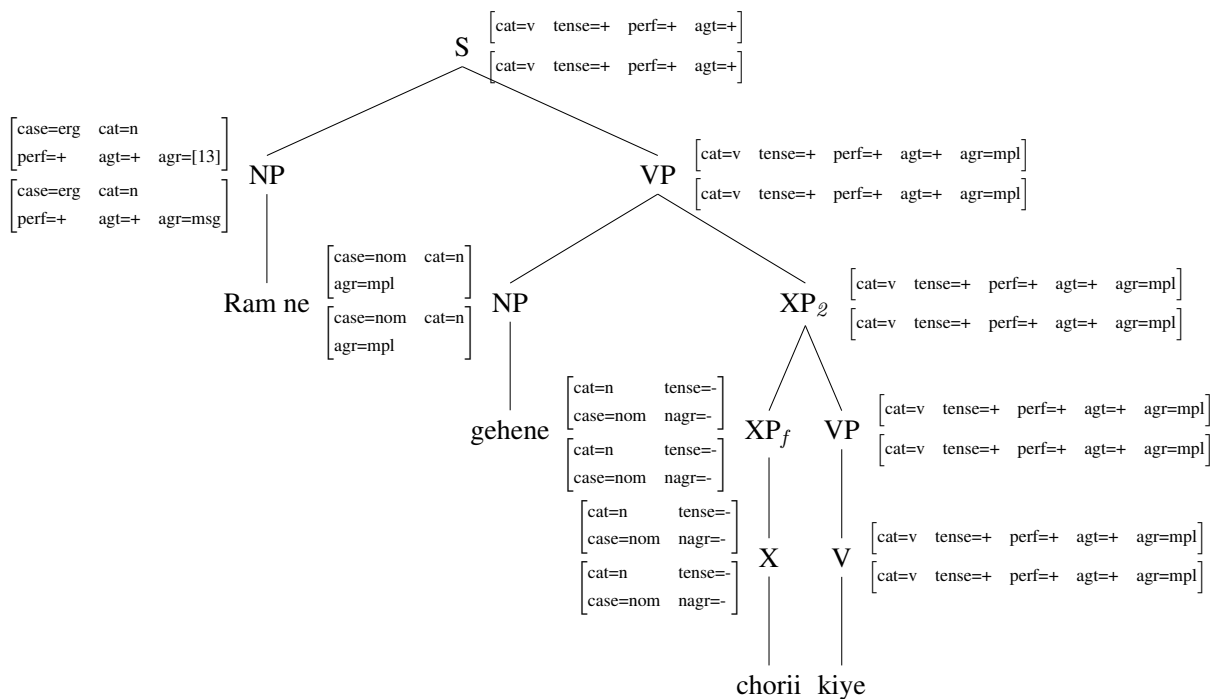 [cat=v tense=+ perf=+ agt=+]
S
[cat=v tense=+ perf=+ agt=+]
[case=erg cat=n
perf=+ agt=+ agr=[13]]
NP
[case=erg cat=n
perf=+ agt=+ agr=msg]
[cat=v tense=+ perf=+ agt=+ agr=mpl]
VP
[cat=v tense=+ perf=+ agt=+ agr=mpl]
Ram ne
[case=nom cat=n
agr=mpl]
NP
[case=nom cat=n
agr=mpl]
[cat=v tense=+ perf=+ agt=+ agr=mpl]
XP2
[cat=v tense=+ perf=+ agt=+ agr=mpl]
gehene
[cat=n tense=-
case=nom nagr=-]
XPf
[cat=n tense=-
case=nom nagr=-]
VP
[cat=v tense=+ perf=+ agt=+ agr=mpl]
[cat=v tense=+ perf=+ agt=+ agr=mpl]
[cat=n tense=-
case=nom nagr=-]
X
[cat=n tense=-
case=nom nagr=-]
V
[cat=v tense=+ perf=+ agt=+ agr=mpl]
[cat=v tense=+ perf=+ agt=+ agr=mpl]
chorii kiye